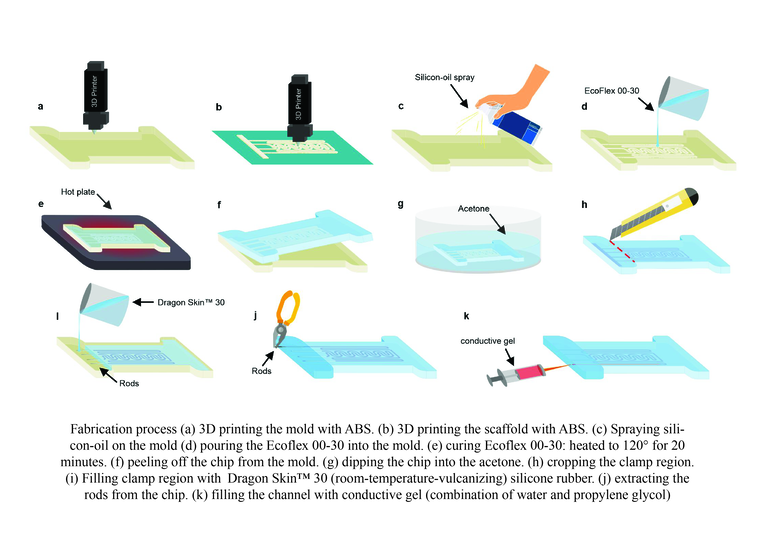 3D Printer
a
3D Printer
b
Silicon-oil spray
c
EcoFlex 00-30
d
Hot plate
e
f
g
Acetone
h
Dragon Skin™ 30
l
Rods
j
Rods
k
conductive gel
Fabrication process (a) 3D printing the mold with ABS. (b) 3D printing the scaffold with ABS. (c) Spraying sili-
con-oil on the mold (d) pouring the Ecoflex 00-30 into the mold. (e) curing Ecoflex 00-30: heated to 120° for 20
minutes. (f) peeling off the chip from the mold. (g) dipping the chip into the acetone. (h) cropping the clamp region.
(i) Filling clamp region with Dragon Skin™ 30 (room-temperature-vulcanizing) silicone rubber. (j) extracting the
rods from the chip. (k) filling the channel with conductive gel (combination of water and propylene glycol)